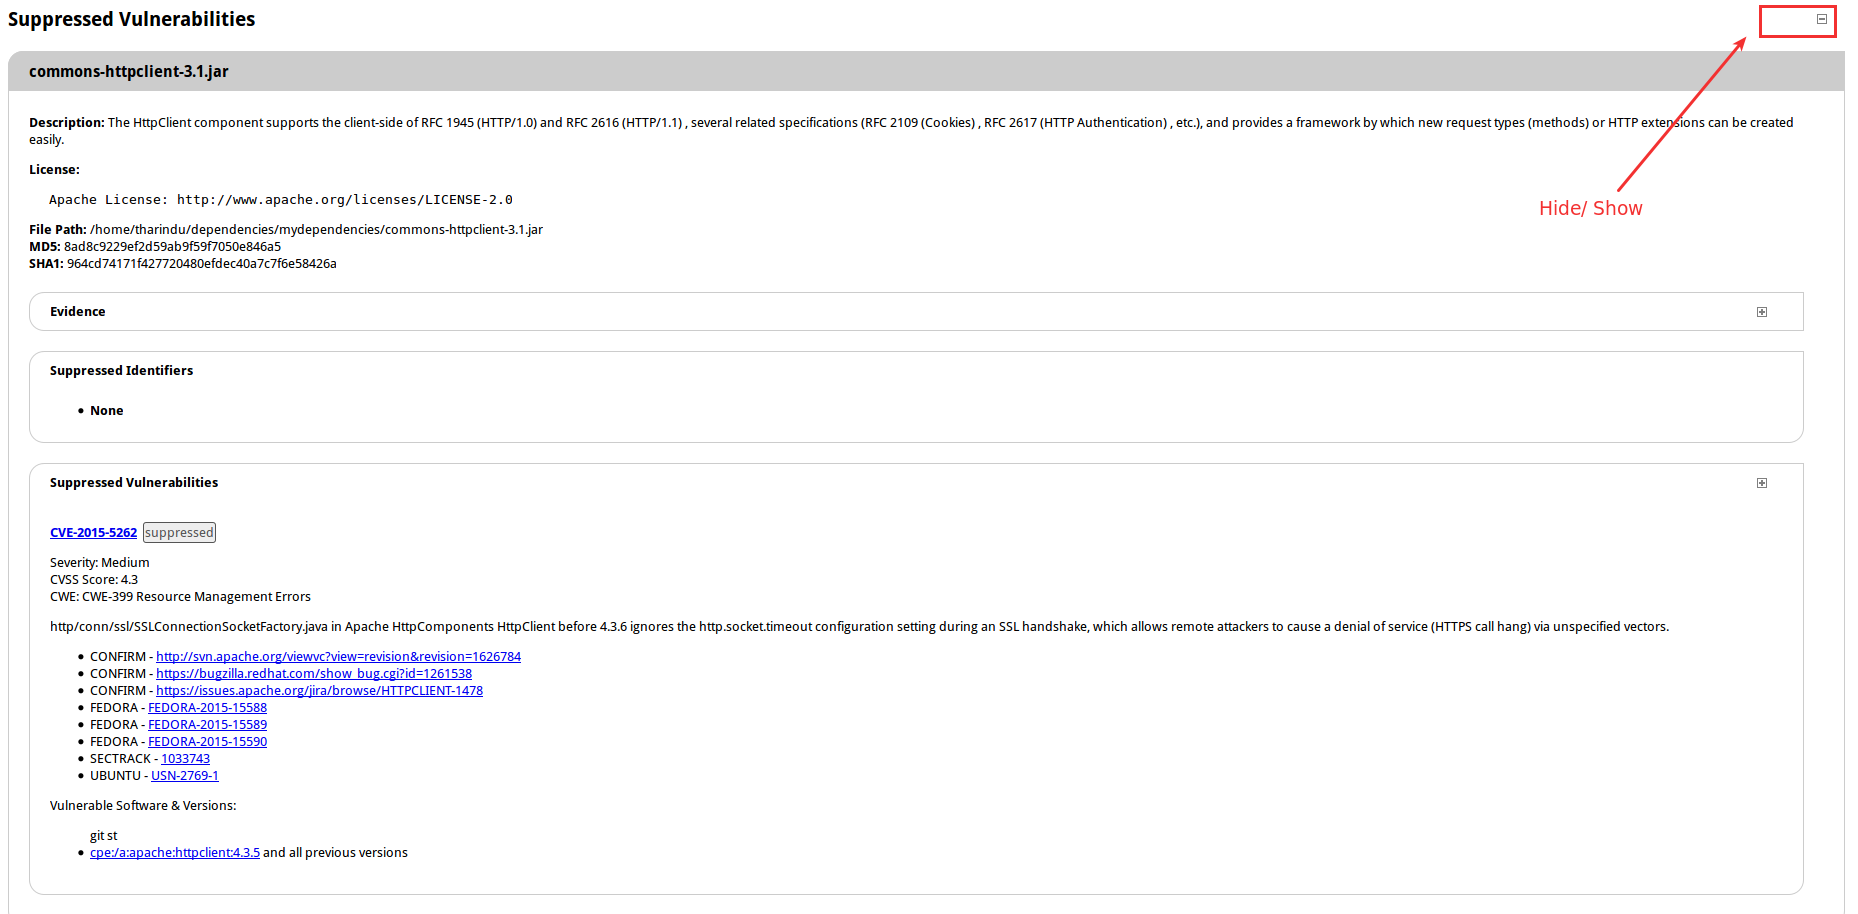 Suppressed Vulnerabilities
commons-httpclient-3.1.jar
Description: The HttpClient component supports the client-side of RFC 1945 (HTTP/1.0) and RFC 2616 (HTTP/1.1) , several related specifications (RFC 2109 (Cookies) , RFC 2617 (HTTP Authentication) , etc.), and provides a framework by which new request types (methods) or HTTP extensions can be created
easily.
License:
Apache License: http://www.apache.org/licenses/LICENSE-2.0
Hide/ Show
File Path: /home/tharindu/dependencies/mydependencies/commons-httpclient-3.1.jar
MD5: 8ad8c9229ef2d59ab9f59f7050e846a5
SHA1: 964cd74171f427720480efdec40a7c7f6e58426a
Evidence
Suppressed Identifiers
• None
Suppressed Vulnerabilities
CVE-2015-5262 suppressed
Severity: Medium
CVSS Score: 4.3
CWE: CWE-399 Resource Management Errors
http/conn/ssl/SSLConnectionSocketFactory.java in Apache HttpComponents HttpClient before 4.3.6 ignores the http.socket.timeout configuration setting during an SSL handshake, which allows remote attackers to cause a denial of service (HTTPS call hang) via unspecified vectors.
• CONFIRM - http://svn.apache.org/viewvc?view=revision&revision=1626784
• CONFIRM - https://bugzilla.redhat.com/show_bug.cgi?id=1261538
• CONFIRM - https://issues.apache.org/jira/browse/HTTPCLIENT-1478
• FEDORA - FEDORA-2015-15588
• FEDORA - FEDORA-2015-15589
• FEDORA - FEDORA-2015-15590
• SECTRACK - 1033743
• UBUNTU - USN-2769-1
Vulnerable Software & Versions:
git st
• cpe:/a:apache:httpclient:4.3.5 and all previous versions